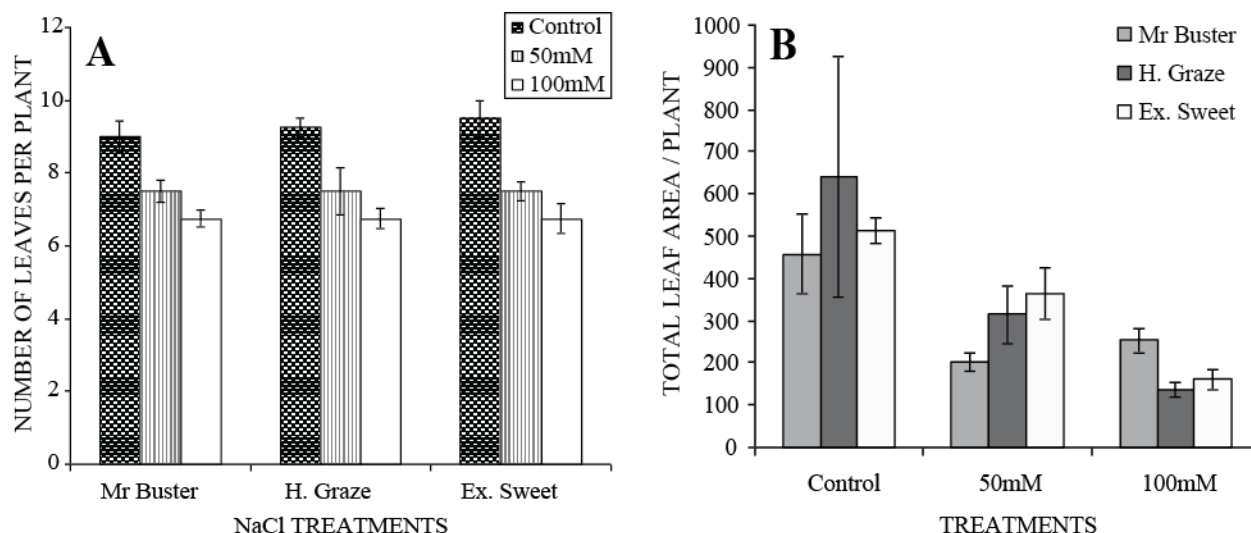 A
Control
50mM
100mM
NUMBER OF LEAVES PER PLANT
12
10
8
6
4
2
0
Mr Buster
H. Graze
Ex. Sweet
NaCl TREATMENTS
B
Mr Buster
H. Graze
Ex. Sweet
TOTAL LEAF AREA / PLANT
1000
900
800
700
600
500
400
300
200
100
0
Control
50mM
100mM
TREATMENTS